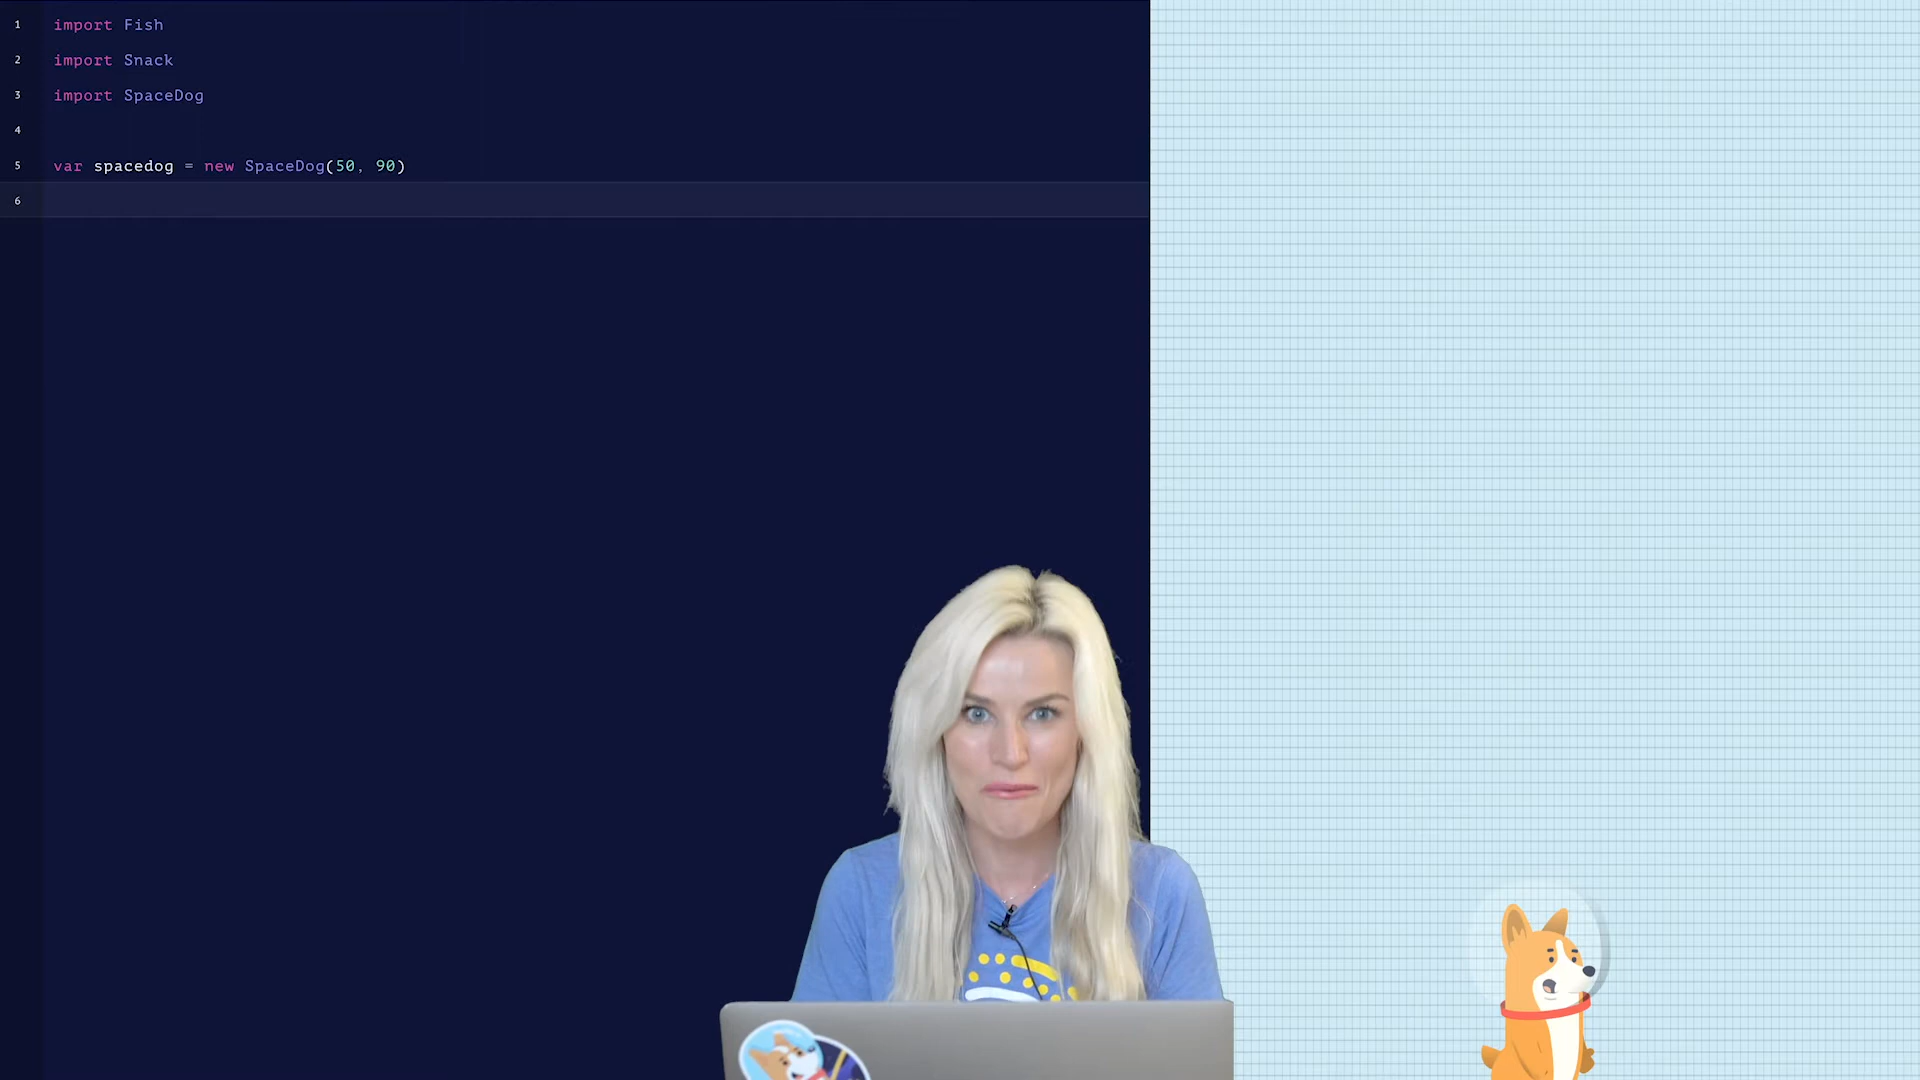 1 import Fish
2 import Snack
3 import SpaceDog
4
5 var spacedog = new SpaceDog(50, 90)
6